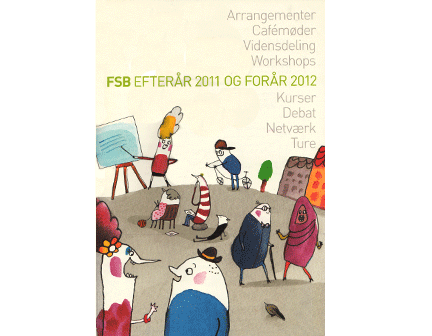 Arrangementer
Cafémøder
Vidensdeling
Workshops
FSB EFTERÅR 2011 OG FORÅR 2012
Kurser
Debat
Netværk
Ture